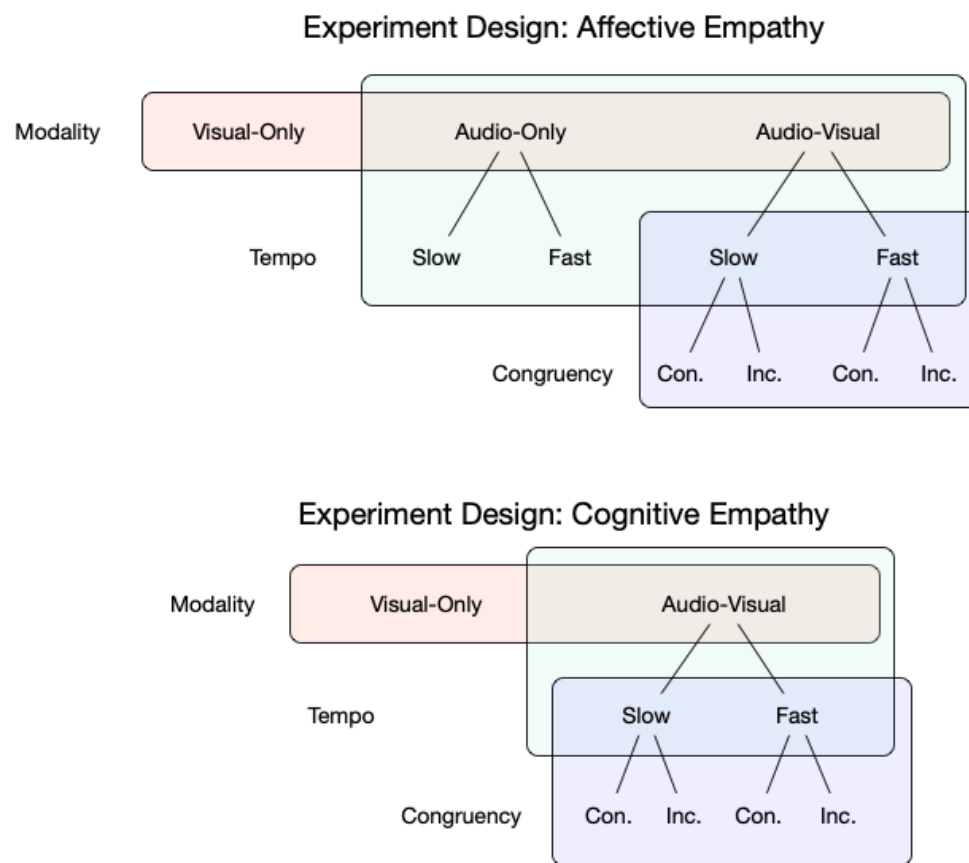 Experiment Design: Affective Empathy
Modality Visual-Only Audio-Only Audio-Visual
Tempo Slow Fast Slow Fast
Congruency Con. Inc. Con. Inc.
Experiment Design: Cognitive Empathy
Modality Visual-Only Audio-Visual
Tempo Slow Fast
Congruency Con. Inc. Con. Inc.